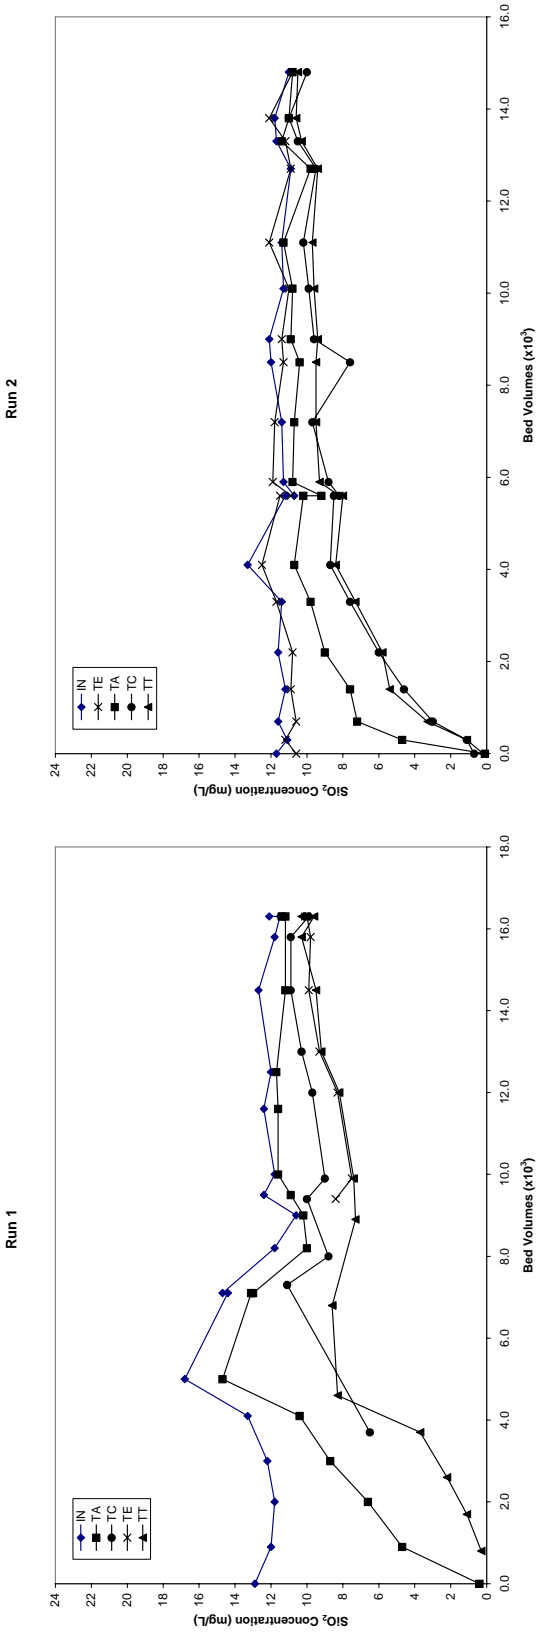 Run 1
SiO2 Concentration (mg/L)
24
22
20
18
16
14
12
10
8
6
4
2
0
IN
TA
TC
TE
TT
0.0 2.0 4.0 6.0 8.0 10.0 12.0 14.0 16.0 18.0
Bed Volumes (x10³)
Run 2
SiO2 Concentration (mg/L)
24
22
20
18
16
14
12
10
8
6
4
2
0
IN
TE
TA
TC
TT
0.0 2.0 4.0 6.0 8.0 10.0 12.0 14.0 16.0
Bed Volumes (x10³)